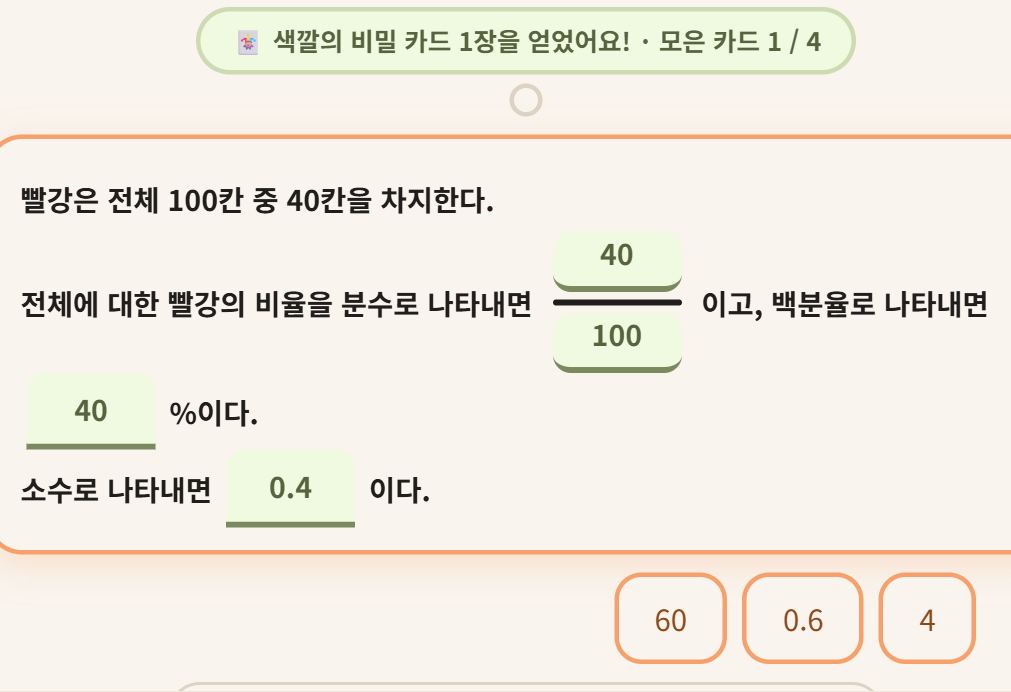 색깔의 비밀 카드 1장을 얻었어요! · 모은 카드 1 / 4
빨강은 전체 100칸 중 40칸을 차지한다.
전체에 대한 빨강의 비율을 분수로 나타내면 40/100 이고, 백분율로 나타내면
40 %이다.
소수로 나타내면 0.4 이다.
60 0.6 4